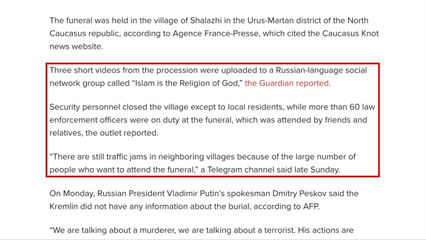 The funeral was held in the village of Shalazhi in the Urus-Martan district of the North
Caucasus republic, according to Agence France-Presse, which cited the Caucasus Knot
news website.
Three short videos from the procession were uploaded to a Russian-language social
network group called “Islam is the Religion of God,” the Guardian reported.
Security personnel closed the village except to local residents, while more than 60 law
enforcement officers were on duty at the funeral, which was attended by friends and
relatives, the outlet reported.
“There are still traffic jams in neighboring villages because of the large number of
people who want to attend the funeral,” a Telegram channel said late Sunday.
On Monday, Russian President Vladimir Putin’s spokesman Dmitry Peskov said the
Kremlin did not have any information about the burial, according to AFP.
“We are talking about a murderer, we are talking about a terrorist. His actions are